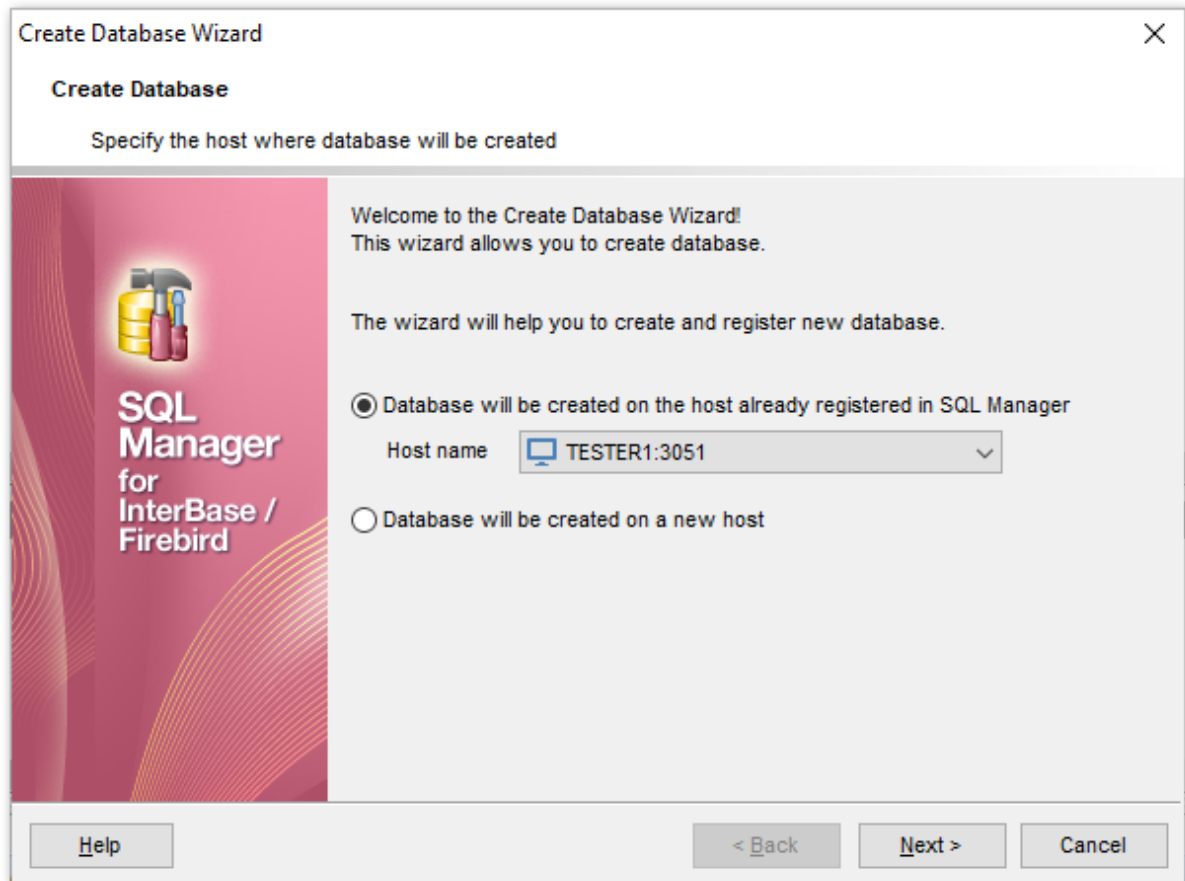 Create Database Wizard
Create Database
Specify the host where database will be created
Welcome to the Create Database Wizard!
This wizard allows you to create database.
The wizard will help you to create and register new database.
Database will be created on the host already registered in SQL Manager
Host name TESTER1:3051
Database will be created on a new host
SQL
Manager
for
InterBase /
Firebird
Help < Back Next > Cancel